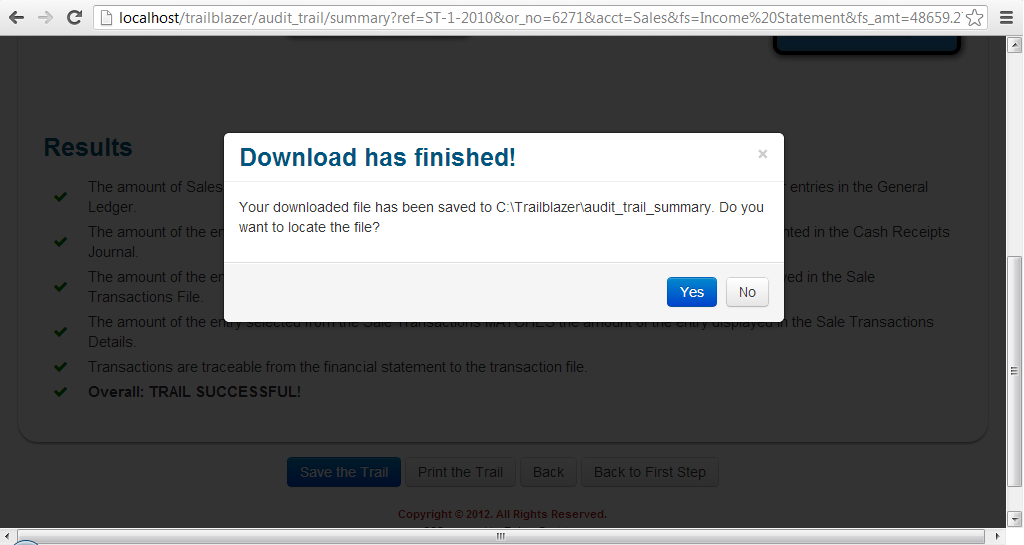 localhost/trailblazer/audit_trail/summary?ref=ST-1-2010&or_no=6271&acct=Sales&fs=Income%20Statement&fs_amt=48659.2
Results
Download has finished!
×
The amount of Sales entries in the General
Ledger.
Your downloaded file has been saved to C:\Trailblazer\audit_trail_summary. Do you
want to locate the file?
The amount of the in the Cash Receipts
Journal.
The amount of the in the Sale
Transactions File.
Yes No
The amount of the entry selected from the Sale Transactions MATCHES the amount of the entry displayed in the Sale Transactions
Details.
Transactions are traceable from the financial statement to the transaction file.
Overall: TRAIL SUCCESSFUL!
Save the Trail Print the Trail Back Back to First Step
Copyright © 2012. All Rights Reserved.